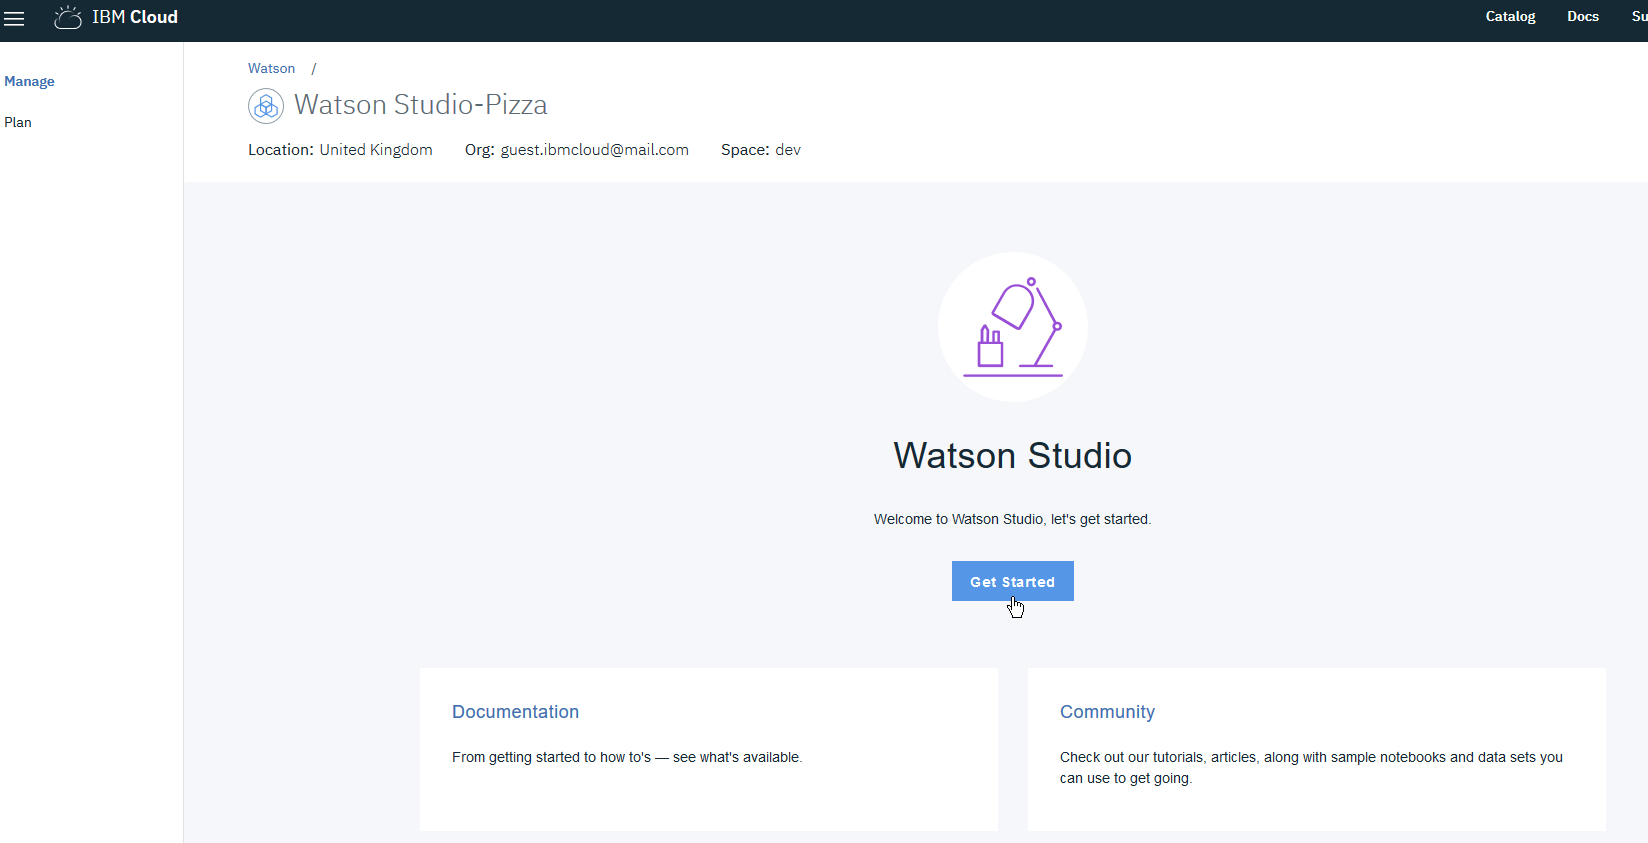 IBM Cloud
Catalog
Docs
Manage
Plan
Watson /
Watson Studio-Pizza
Location: United Kingdom Org: guest.ibmcloud@mail.com Space: dev
Watson Studio
Welcome to Watson Studio, let's get started.
Get Started
Documentation
From getting started to how to's — see what's available.
Community
Check out our tutorials, articles, along with sample notebooks and data sets you
can use to get going.